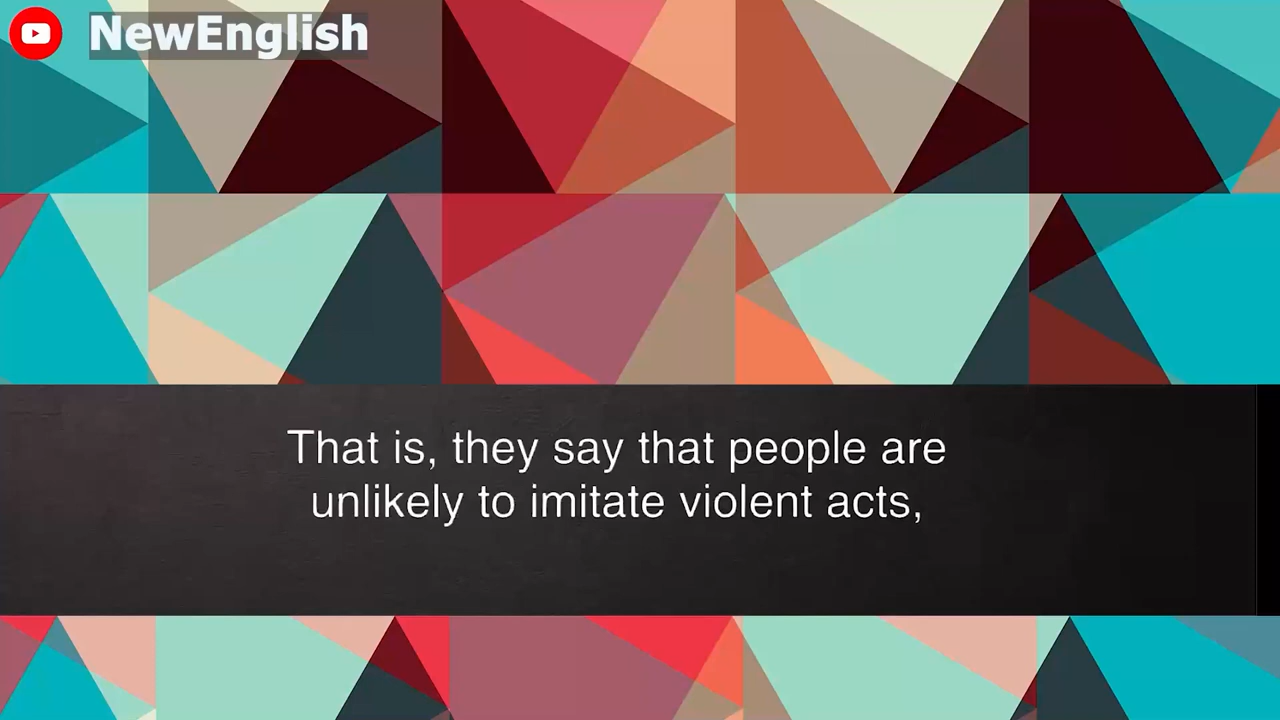 NewEnglish
That is, they say that people are
unlikely to imitate violent acts,